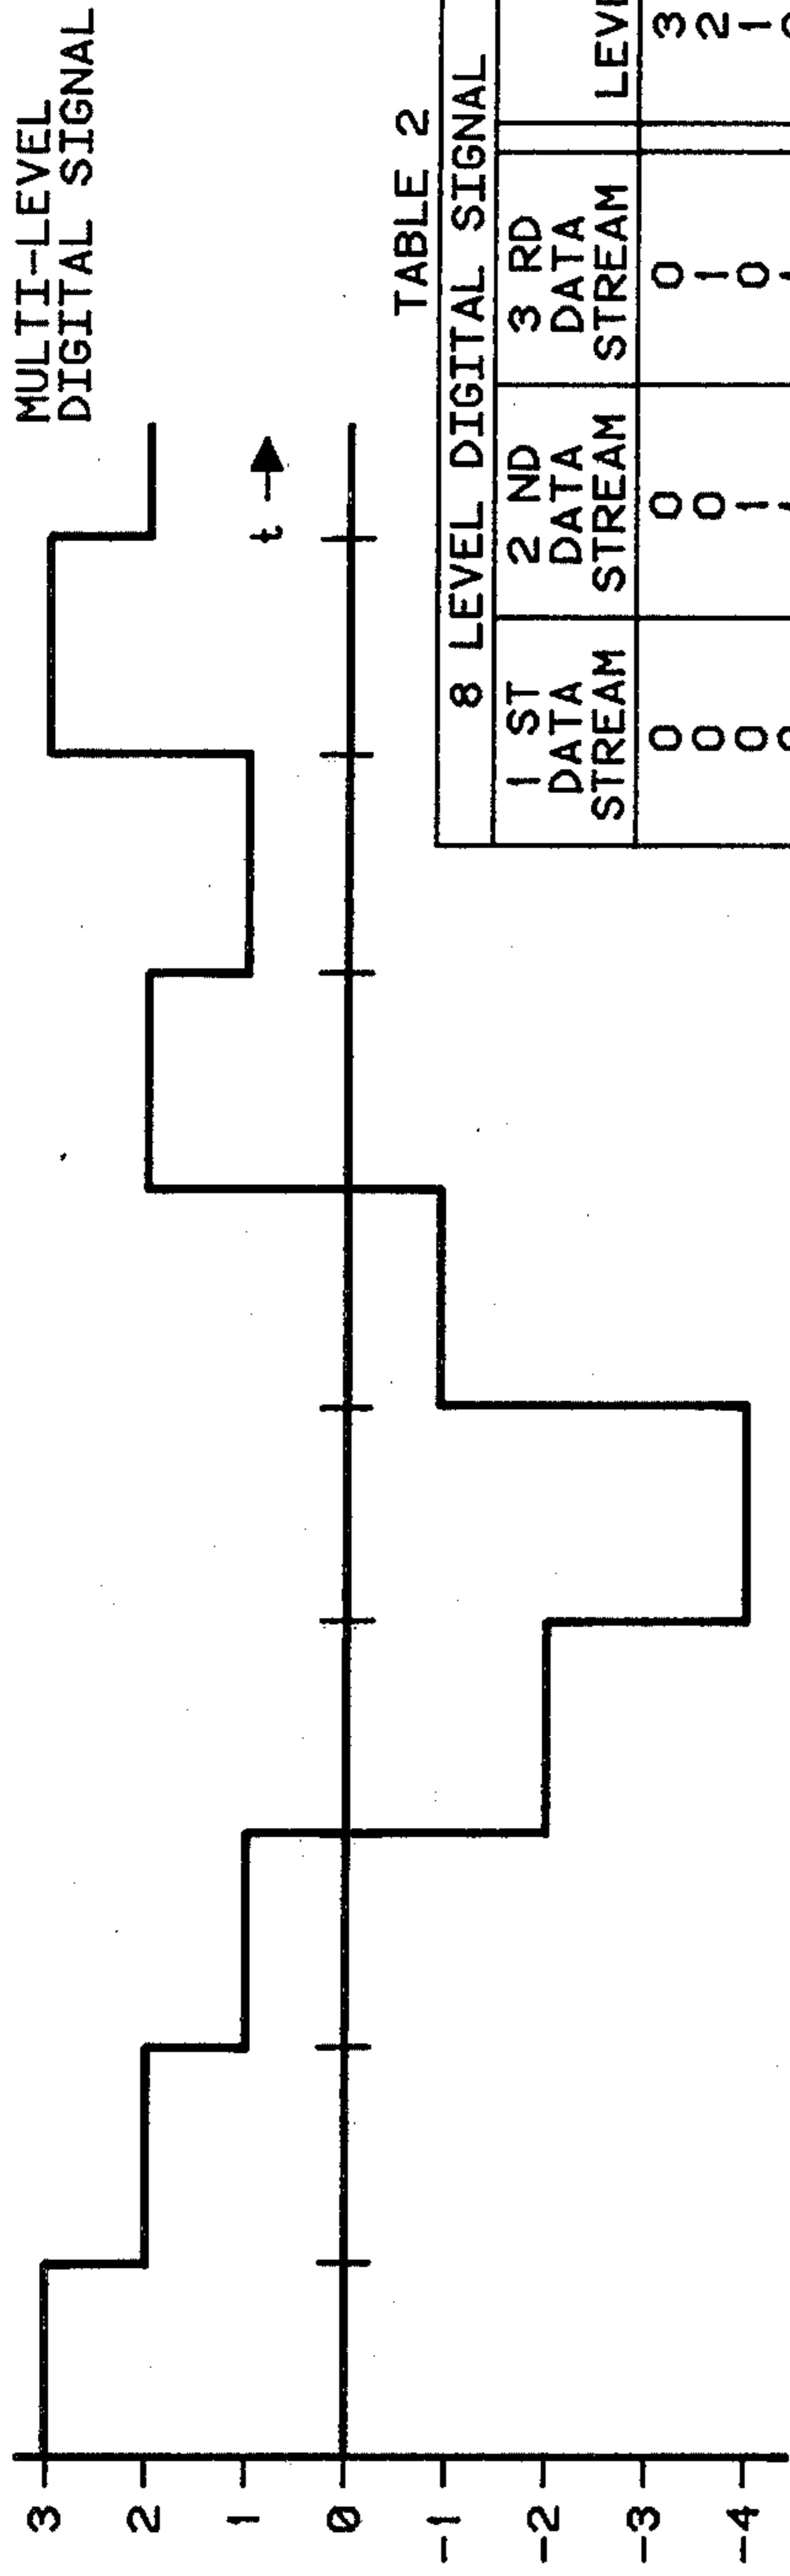 MULTI-LEVEL
DIGITAL SIGNAL
3
2
1
0
-1
-2
-3
-4
t
TABLE 2
8 LEVEL DIGITAL SIGNAL
1 ST DATA STREAM 2 ND DATA STREAM 3 RD DATA STREAM
0 0 0 3
0 0 1 2
0 1 0 1